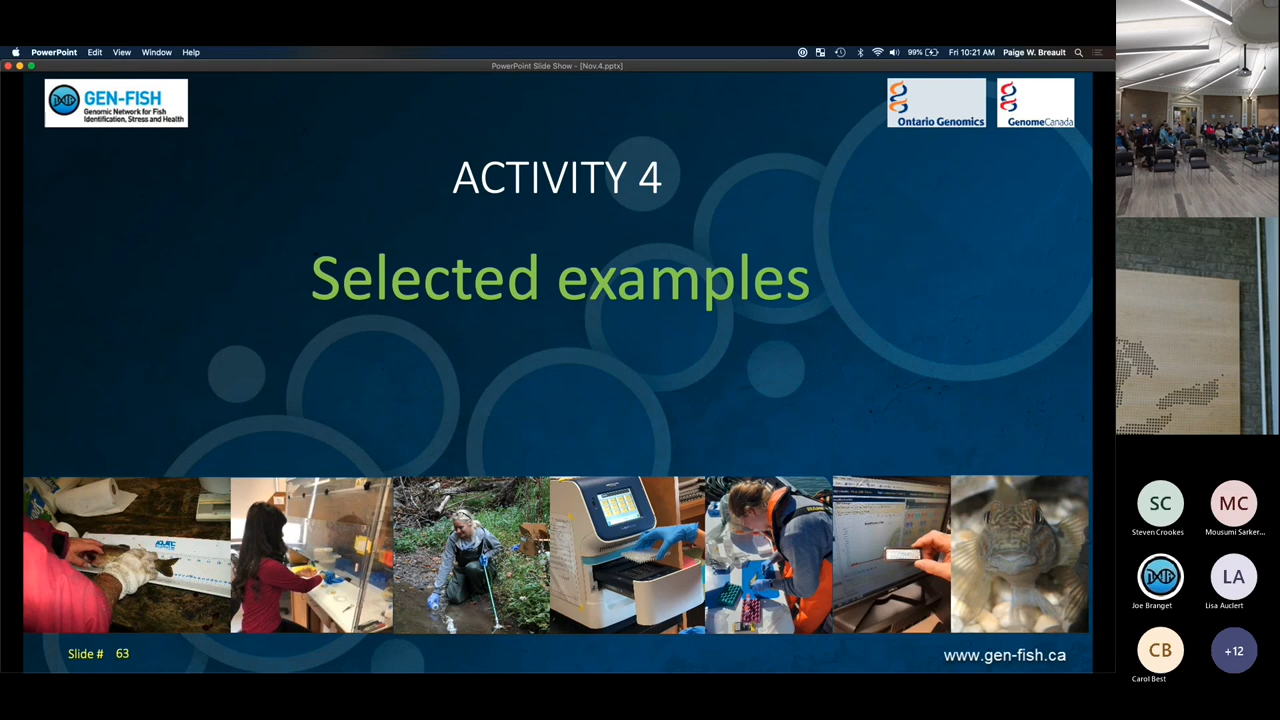 PowerPoint Edit View Window Help
99% Fri 10:21 AM Paige W. Breault
PowerPoint Slide Show - [Nov.4.pptx]
GEN-FISH
Genomic Network for Fish
Identification, Stress and Health
Ontario Genomics
GenomeCanada
ACTIVITY 4
Selected examples
Slide # 63
www.gen-fish.ca
SC
Steven Crookes
MC
Mousumi Sarker...
Joe Branget
LA
Lisa Auclert
CB
Carol Best
+12